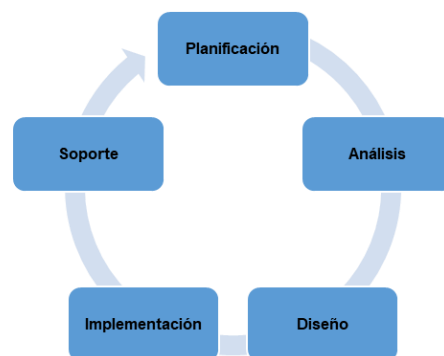 Planificación
Análisis
Diseño
Implementación
Soporte